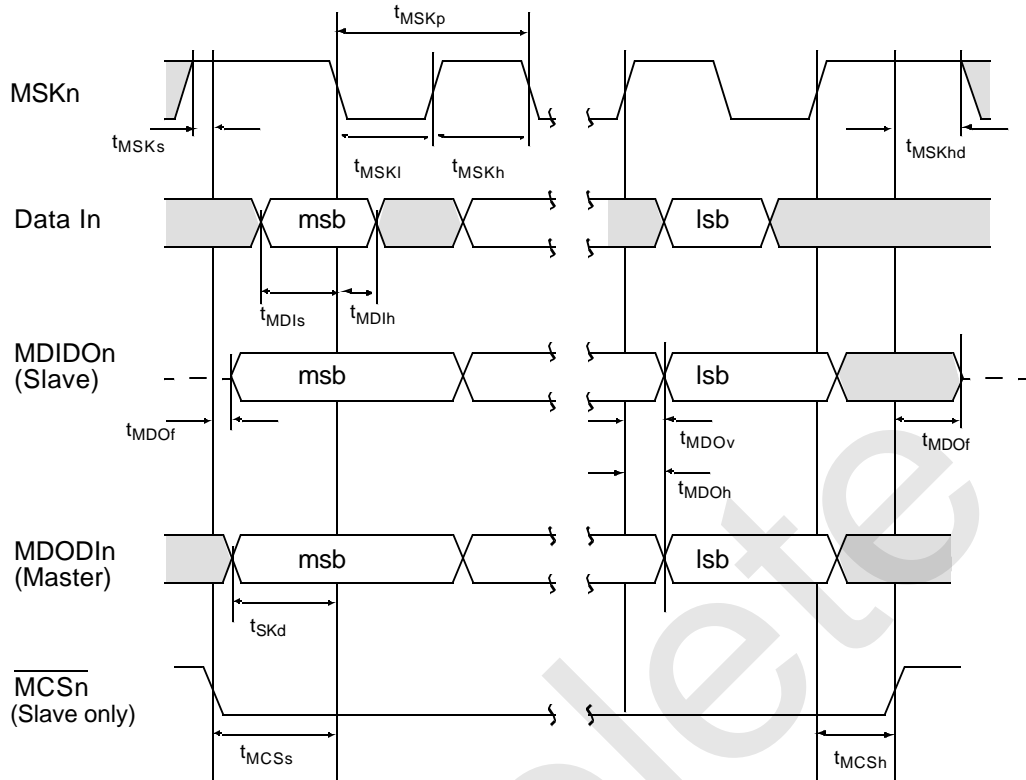 tMSKp
MSKn
tMSKs
tMSKl
tMSKh
tMSKhd
Data In
msb
lsb
tMDIs
tMDIh
MDIDOn
(Slave)
msb
lsb
tMDOf
tMDOv
tMDOf
tMDOh
MDODIn
(Master)
msb
lsb
tSKd
MCSn
(Slave only)
tMCSs
tMCSh
lete